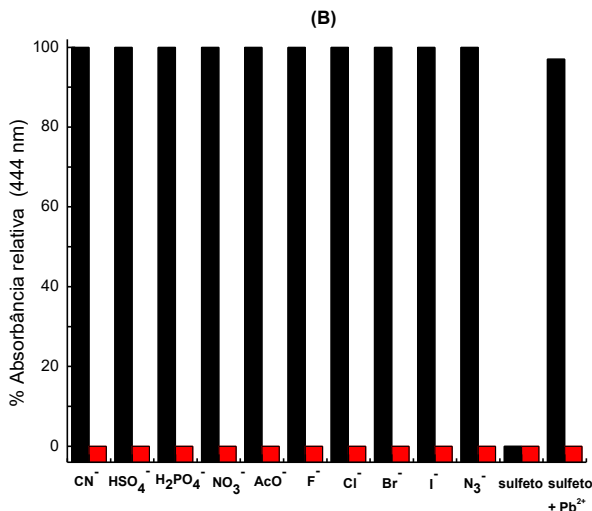 (B)
% Absorbância relativa (444 nm)
100
80
60
40
20
0
CN⁻ HSO₄⁻ H₂PO₄⁻ NO₃⁻ AcO⁻ F⁻ Cl⁻ Br⁻ I⁻ N₃⁻ sulfeto sulfeto
+ Pb²⁺